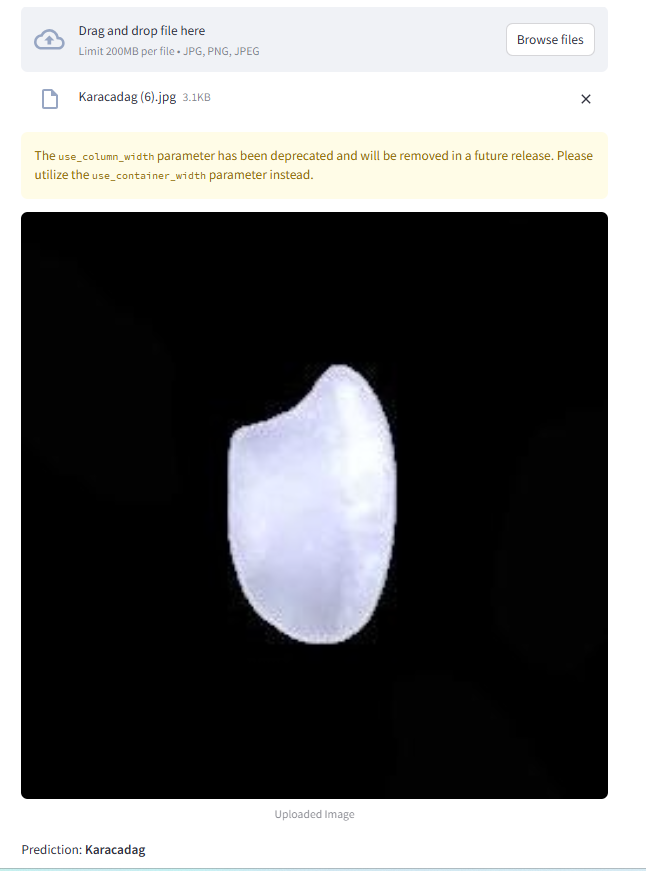 Drag and drop file here
Limit 200MB per file • JPG, PNG, JPEG
Browse files
Karacadag (6).jpg 3.1KB
The use_column_width parameter has been deprecated and will be removed in a future release. Please
utilize the use_container_width parameter instead.
Uploaded Image
Prediction: Karacadag